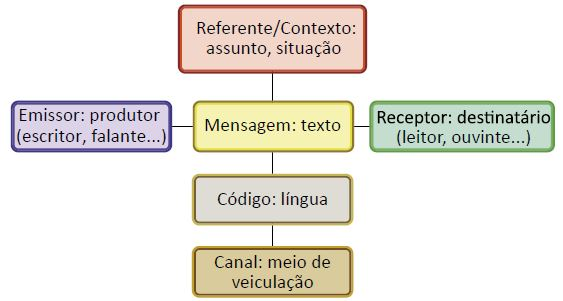 Referente/Contexto:
assunto, situação
Emissor: produtor
(escritor, falante...)
Mensagem: texto
Receptor: destinatário
(leitor, ouvinte...)
Código: língua
Canal: meio de
veiculação